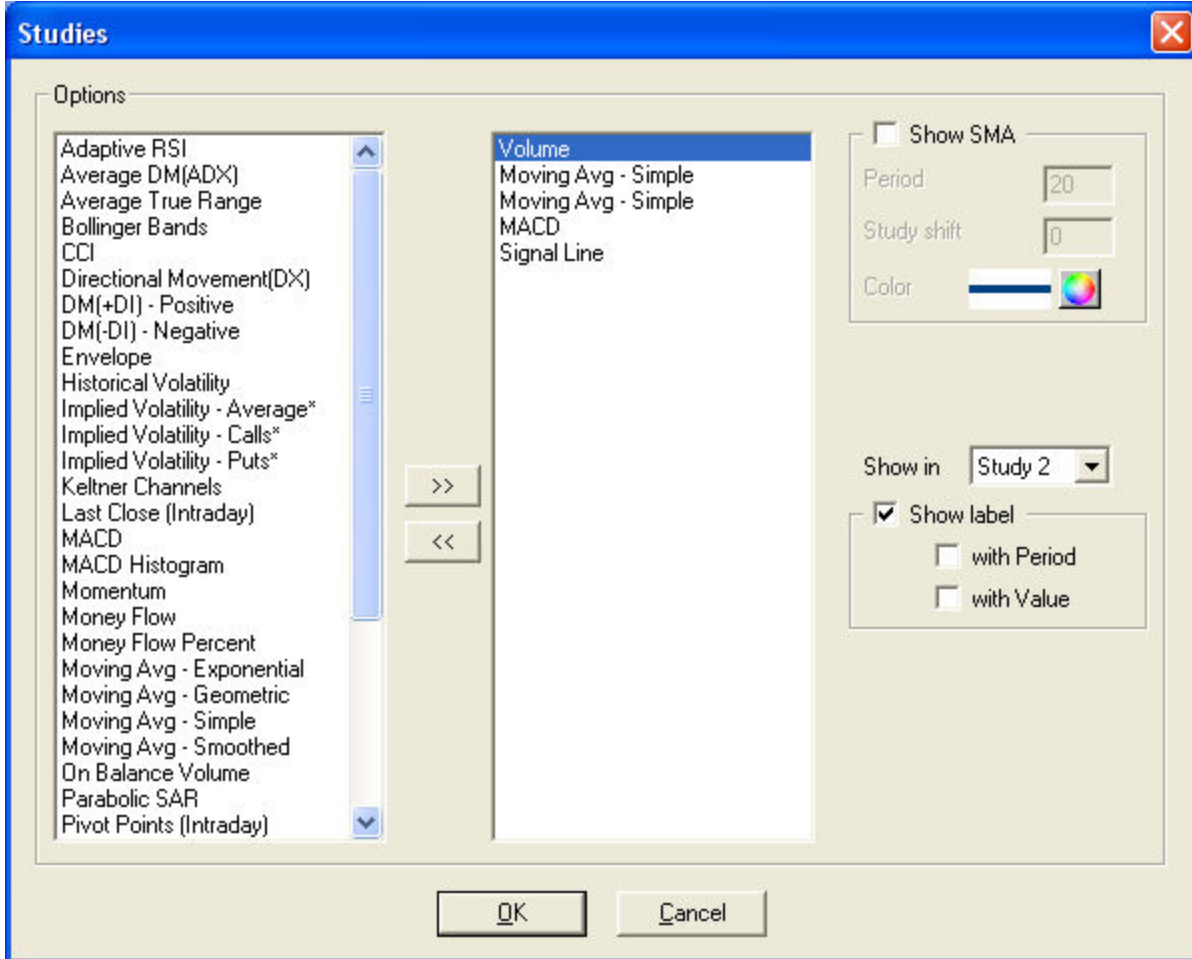 Studies
Options
Adaptive RSI
Average DM(ADX)
Average True Range
Bollinger Bands
CCI
Directional Movement(DX)
DM(+DI) - Positive
DM(-DI) - Negative
Envelope
Historical Volatility
Implied Volatility - Average*
Implied Volatility - Calls*
Implied Volatility - Puts*
Keltner Channels
Last Close (Intraday)
MACD
MACD Histogram
Momentum
Money Flow
Money Flow Percent
Moving Avg - Exponential
Moving Avg - Geometric
Moving Avg - Simple
Moving Avg - Smoothed
On Balance Volume
Parabolic SAR
Pivot Points (Intraday)
>>
<<
Volume
Moving Avg - Simple
Moving Avg - Simple
MACD
Signal Line
Show SMA
Period 20
Study shift 0
Color
Show in Study 2
Show label
with Period
with Value
OK Cancel